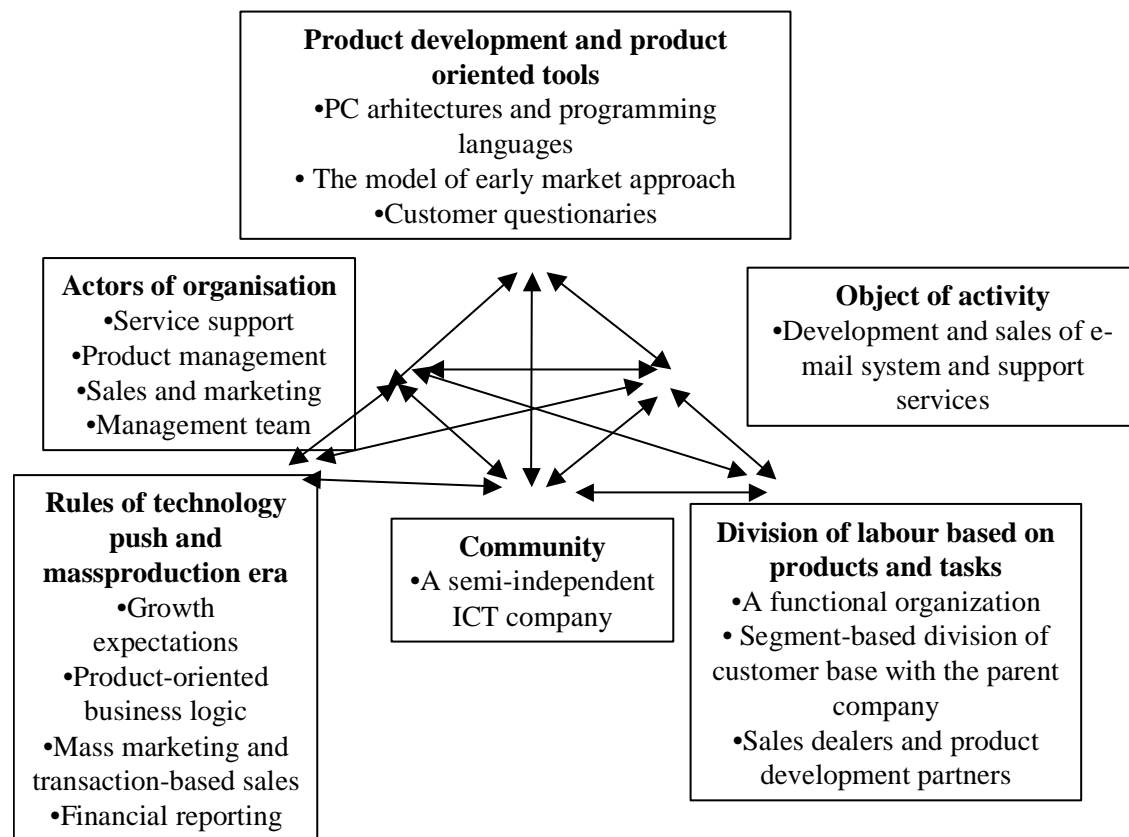 Product development and product
oriented tools
•PC arhitectures and programming
languages
• The model of early market approach
•Customer questionaries
Actors of organisation
•Service support
•Product management
•Sales and marketing
•Management team
Object of activity
•Development and sales of e-
mail system and support
services
Rules of technology
push and
massproduction era
•Growth
expectations
•Product-oriented
business logic
•Mass marketing and
transaction-based sales
•Financial reporting
Community
•A semi-independent
ICT company
Division of labour based on
products and tasks
•A functional organization
• Segment-based division of
customer base with the parent
company
•Sales dealers and product
development partners